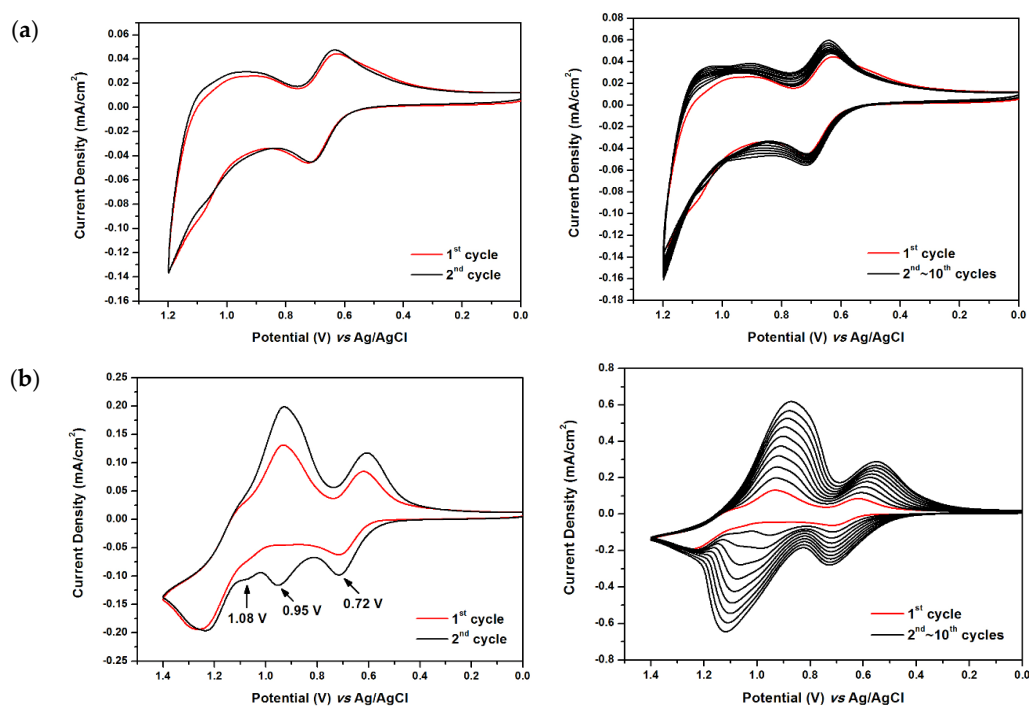 (a)
Current Density (mA/cm²)
0.06
0.04
0.02
0.00
-0.02
-0.04
-0.06
-0.08
-0.10
-0.12
-0.14
-0.16
1.2 1.0 0.8 0.6 0.4 0.2 0.0
Potential (V) vs Ag/AgCl
1st cycle
2nd cycle
Current Density (mA/cm²)
0.08
0.06
0.04
0.02
0.00
-0.02
-0.04
-0.06
-0.08
-0.10
-0.12
-0.14
-0.16
-0.18
1.2 1.0 0.8 0.6 0.4 0.2 0.0
Potential (V) vs Ag/AgCl
1st cycle
2nd~10th cycles
(b)
Current Density (mA/cm²)
0.25
0.20
0.15
0.10
0.05
0.00
-0.05
-0.10
-0.15
-0.20
-0.25
1.4 1.2 1.0 0.8 0.6 0.4 0.2 0.0
Potential (V) vs Ag/AgCl
1.08 V
0.95 V
0.72 V
1st cycle
2nd cycle
Current Density (mA/cm²)
0.8
0.6
0.4
0.2
0.0
-0.2
-0.4
-0.6
-0.8
1.4 1.2 1.0 0.8 0.6 0.4 0.2 0.0
Potential (V) vs Ag/AgCl
1st cycle
2nd~10th cycles